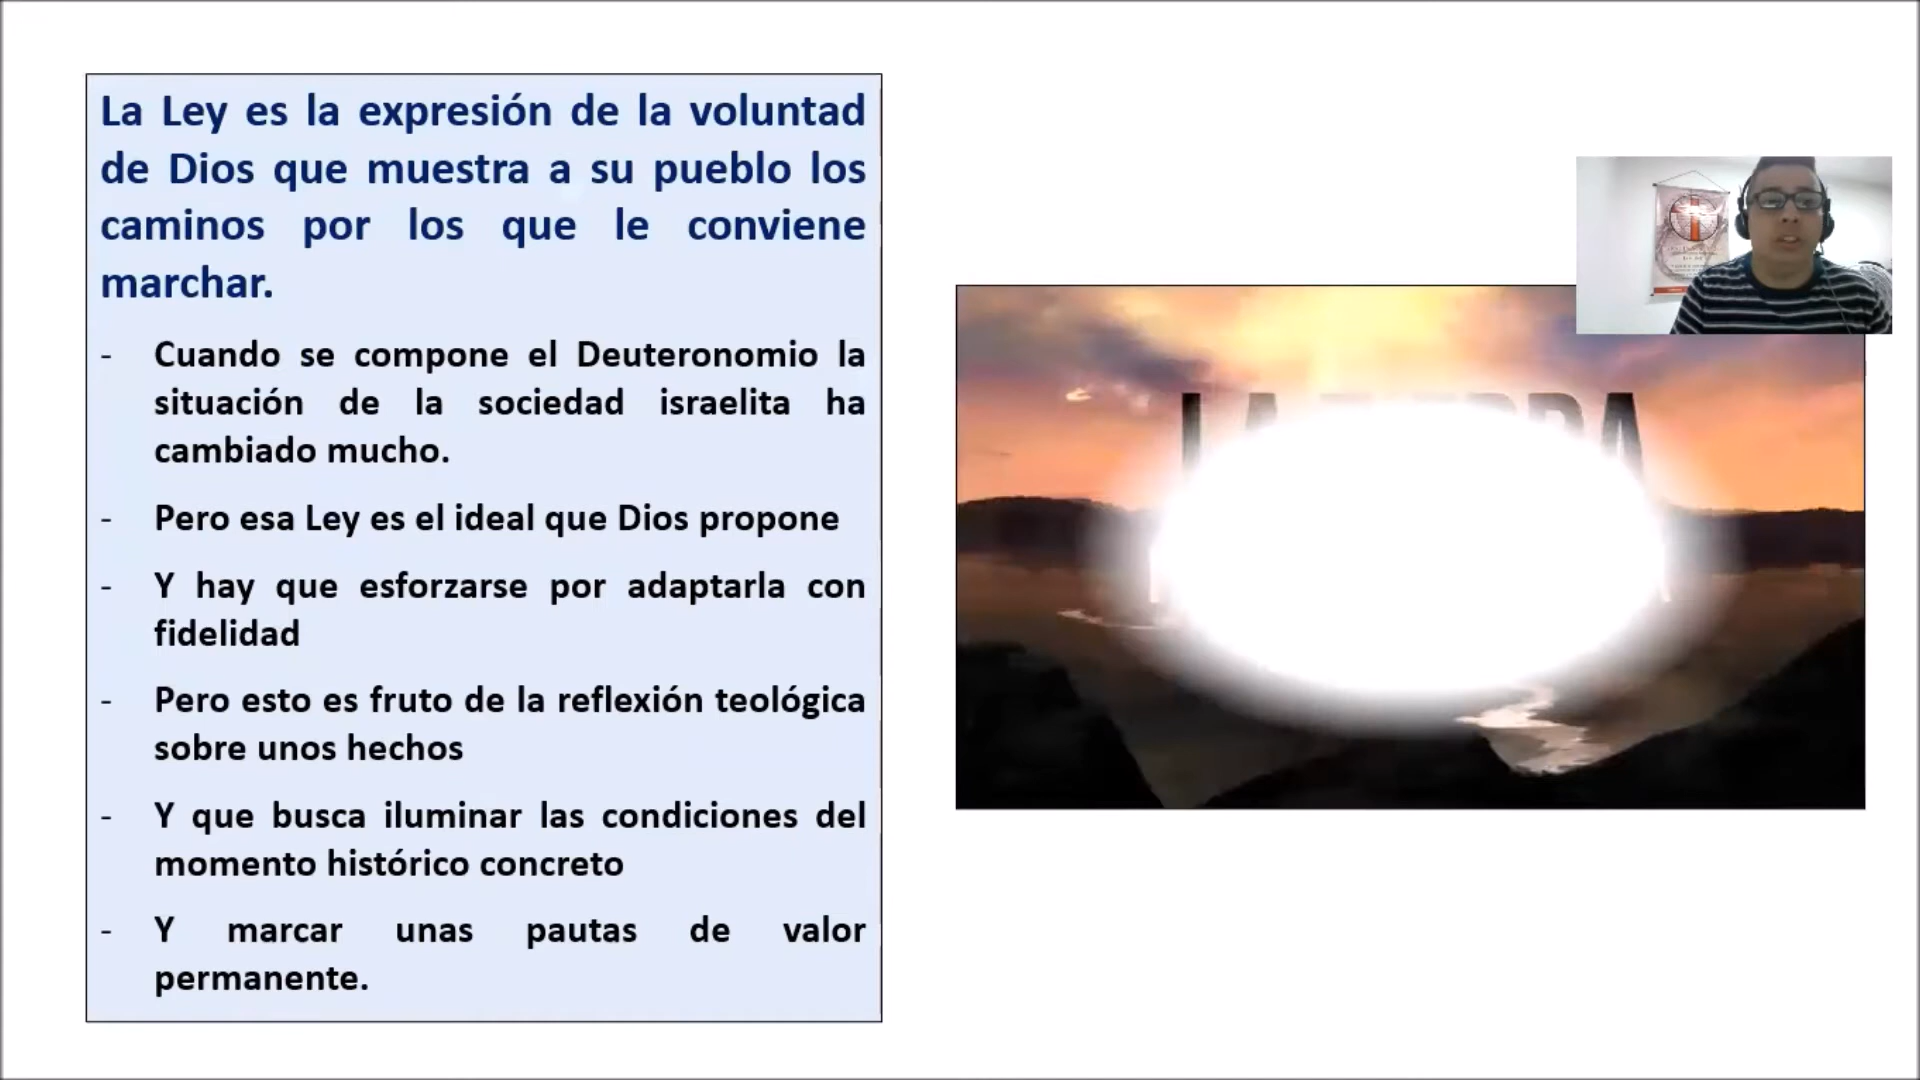 La Ley es la expresión de la voluntad
de Dios que muestra a su pueblo los
caminos por los que le conviene
marchar.
- Cuando se compone el Deuteronomio la
situación de la sociedad israelita ha
cambiado mucho.
- Pero esa Ley es el ideal que Dios propone
- Y hay que esforzarse por adaptarla con
fidelidad
- Pero esto es fruto de la reflexión teológica
sobre unos hechos
- Y que busca iluminar las condiciones del
momento histórico concreto
- Y marcar unas pautas de valor
permanente.